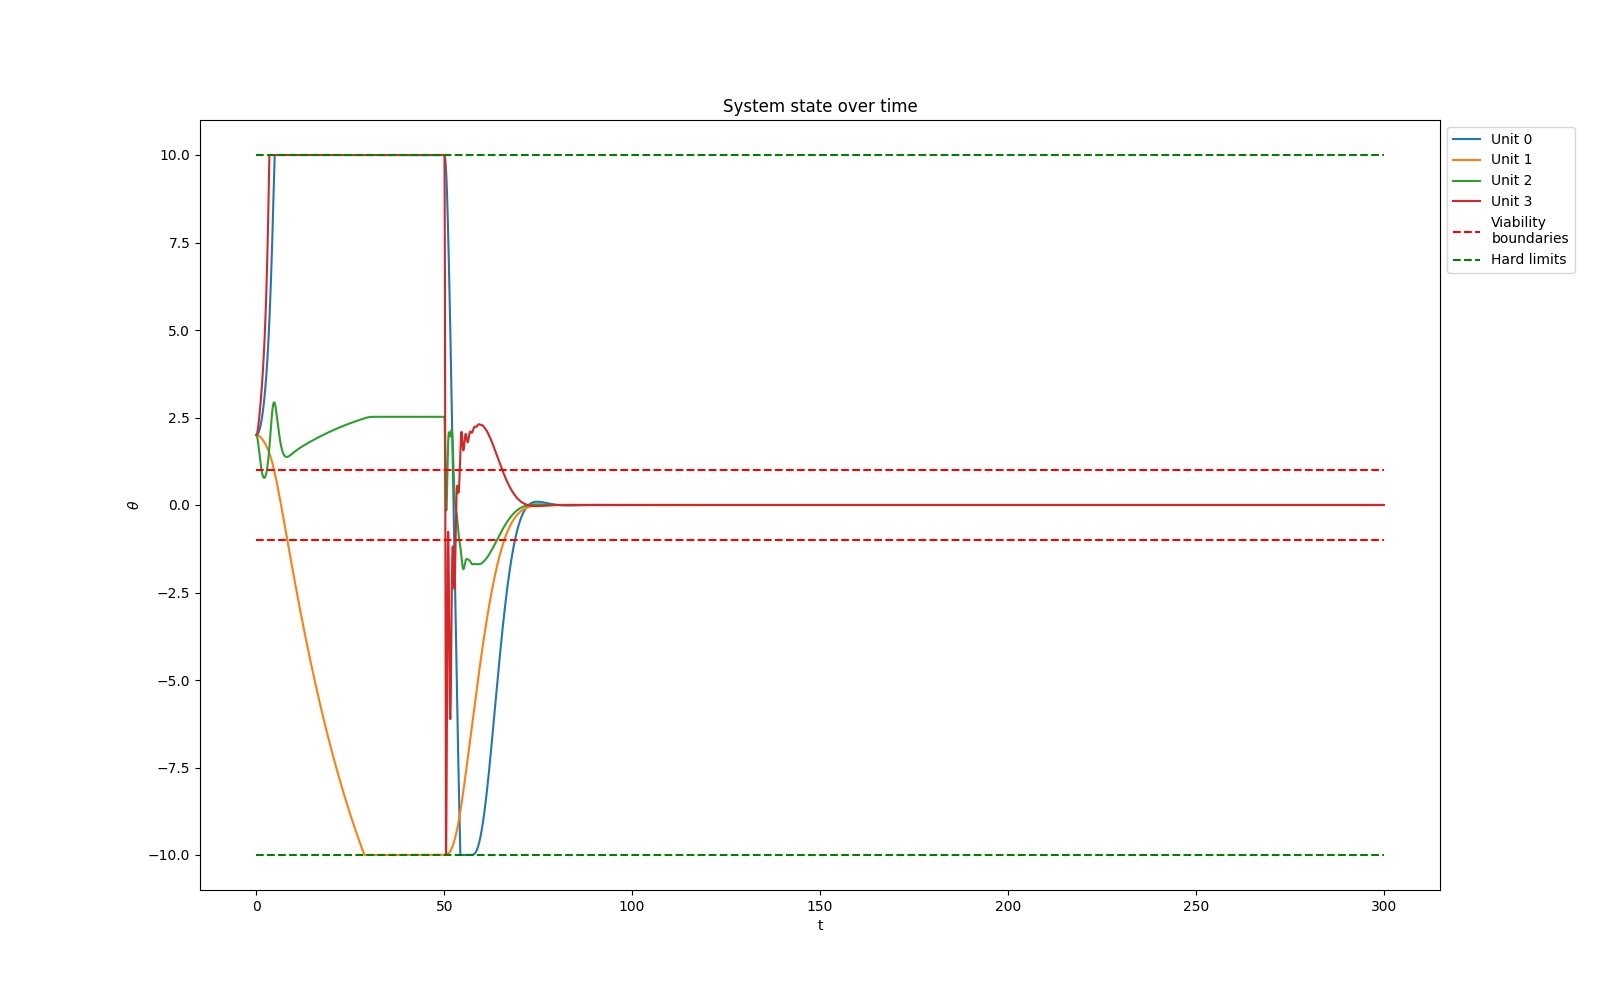 System state over time
10.0
7.5
5.0
2.5
0.0
−2.5
−5.0
−7.5
−10.0
θ
0
50
100
150
200
250
300
t
Unit 0
Unit 1
Unit 2
Unit 3
Viability
boundaries
Hard limits